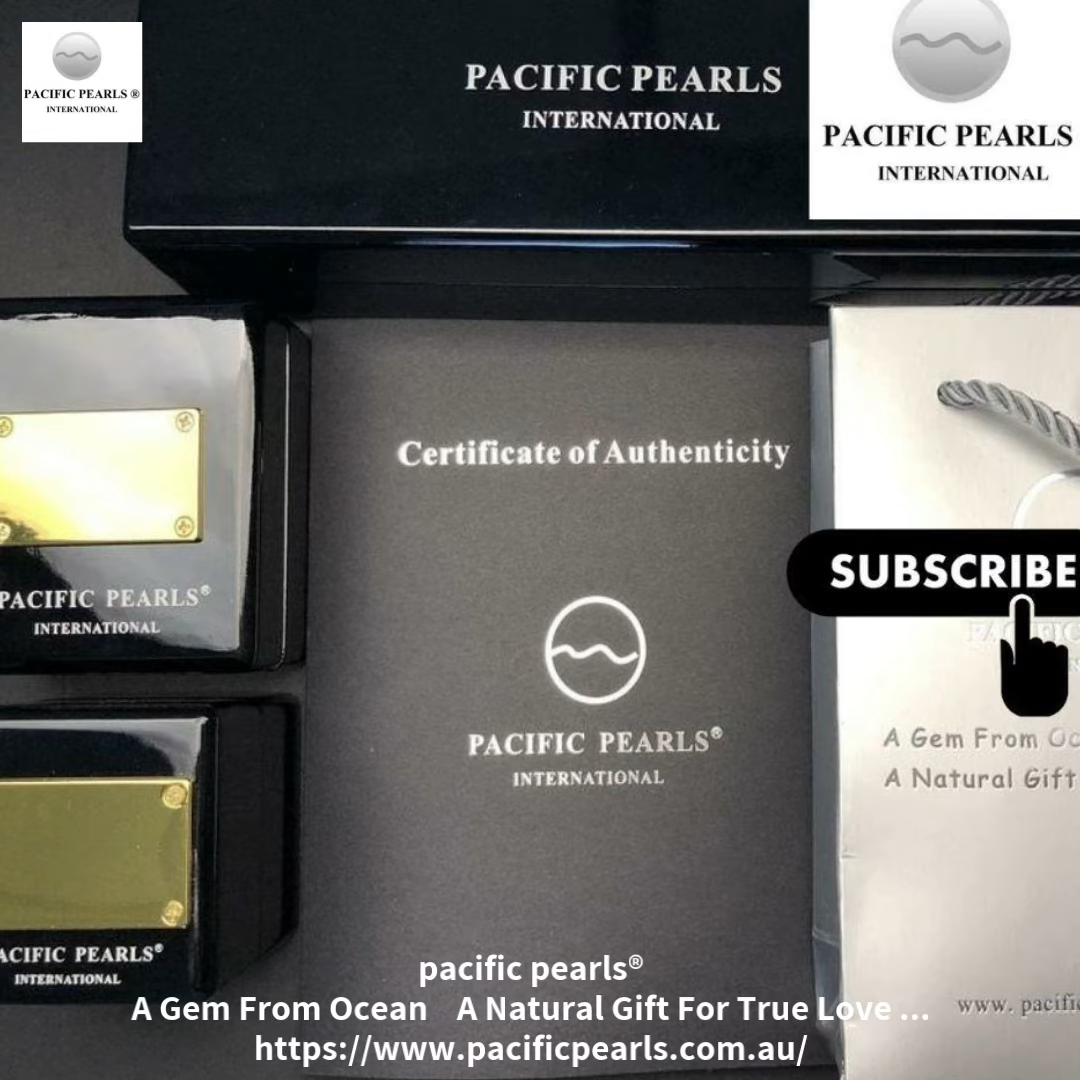 PACIFIC PEARLS ®
INTERNATIONAL
PACIFIC PEARLS
INTERNATIONAL
PACIFIC PEARLS
INTERNATIONAL
Certificate of Authenticity
SUBSCRIBE
PACIFIC PEARLS®
INTERNATIONAL
PACIFIC PEARLS®
INTERNATIONAL
A Gem From Oc
A Natural Gift
ACIFIC PEARLS®
INTERNATIONAL
www. pacific
pacific pearls®
A Gem From Ocean A Natural Gift For True Love ...
https://www.pacificpearls.com.au/